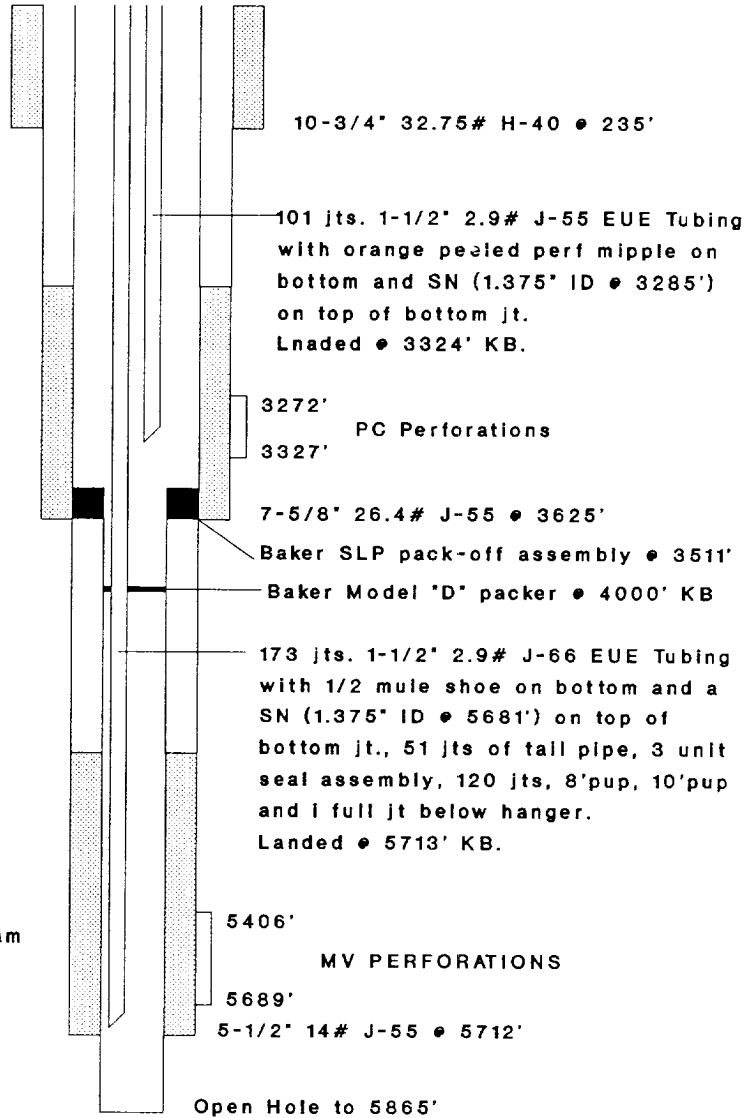 10-3/4" 32.75# H-40 @ 235'
101 jts. 1-1/2" 2.9# J-55 EUE Tubing
with orange peeled perf mipple on
bottom and SN (1.375" ID @ 3285')
on top of bottom jt.
Lnaded @ 3324' KB.
3272'
PC Perforations
3327'
7-5/8" 26.4# J-55 @ 3625'
Baker SLP pack-off assembly @ 3511'
Baker Model "D" packer @ 4000' KB
173 jts. 1-1/2" 2.9# J-66 EUE Tubing
with 1/2 mule shoe on bottom and a
SN (1.375" ID @ 5681') on top of
bottom jt., 51 jts of tail pipe, 3 unit
seal assembly, 120 jts, 8'pup, 10'pup
and i full jt below hanger.
Landed @ 5713' KB.
5406'
am
MV PERFORATIONS
5689'
5-1/2" 14# J-55 @ 5712'
Open Hole to 5865'